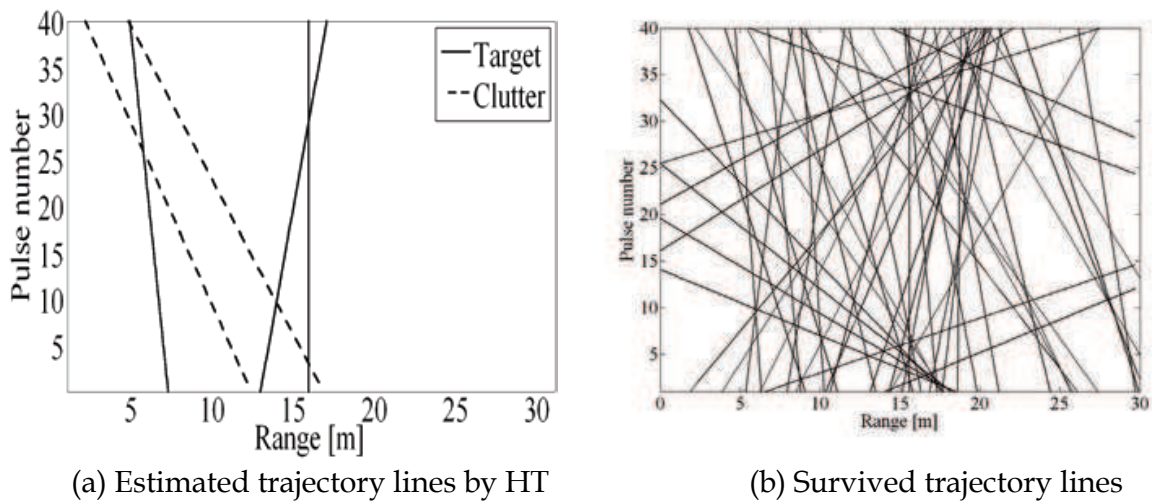 40
35
30
25
20
15
10
5
Pulse number
5 10 15 20 25 30
Range [m]
Target
Clutter
(a) Estimated trajectory lines by HT
40
35
30
25
20
15
10
5
Pulse number
0 5 10 15 20 25 30
Range [m]
(b) Survived trajectory lines